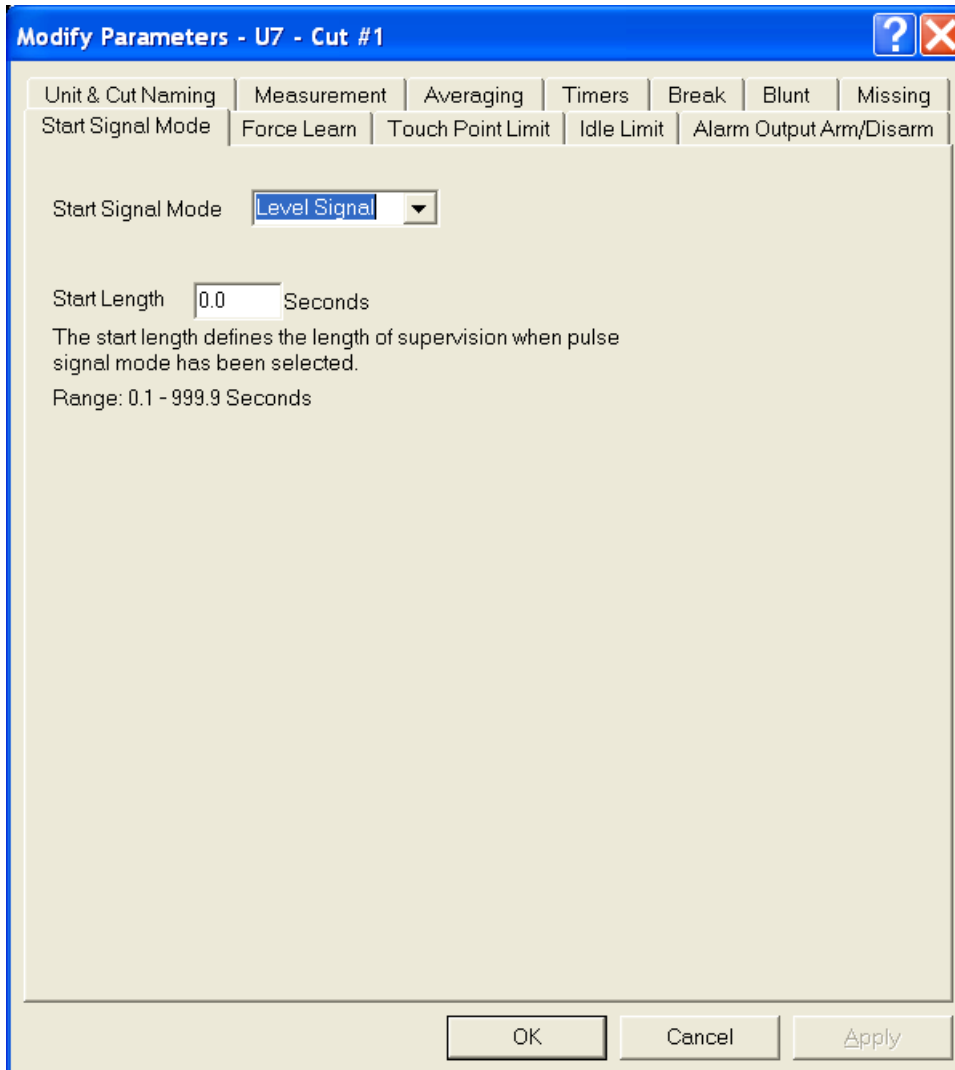 Modify Parameters - U7 - Cut #1
?
Unit & Cut Naming Measurement Averaging Timers Break Blunt Missing
Start Signal Mode Force Learn Touch Point Limit Idle Limit Alarm Output Arm/Disarm
Start Signal Mode Level Signal
Start Length 0.0 Seconds
The start length defines the length of supervision when pulse
signal mode has been selected.
Range: 0.1 - 999.9 Seconds
OK Cancel Apply